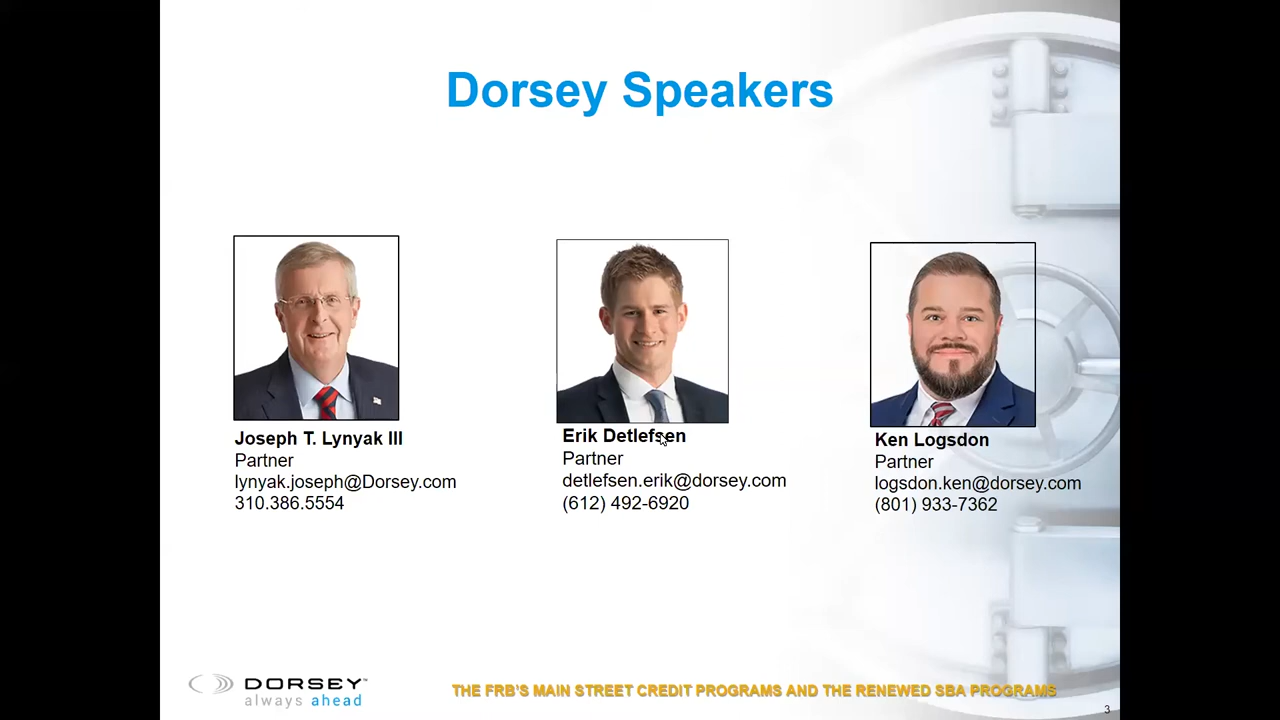 Dorsey Speakers
Joseph T. Lynyak III
Partner
lynyak.joseph@Dorsey.com
310.386.5554
Erik Detlefsen
Partner
detlefsen.erik@dorsey.com
(612) 492-6920
Ken Logsdon
Partner
logsdon.ken@dorsey.com
(801) 933-7362
DORSEY™
always ahead
THE FRB'S MAIN STREET CREDIT PROGRAMS AND THE RENEWED SBA PROGRAMS
3